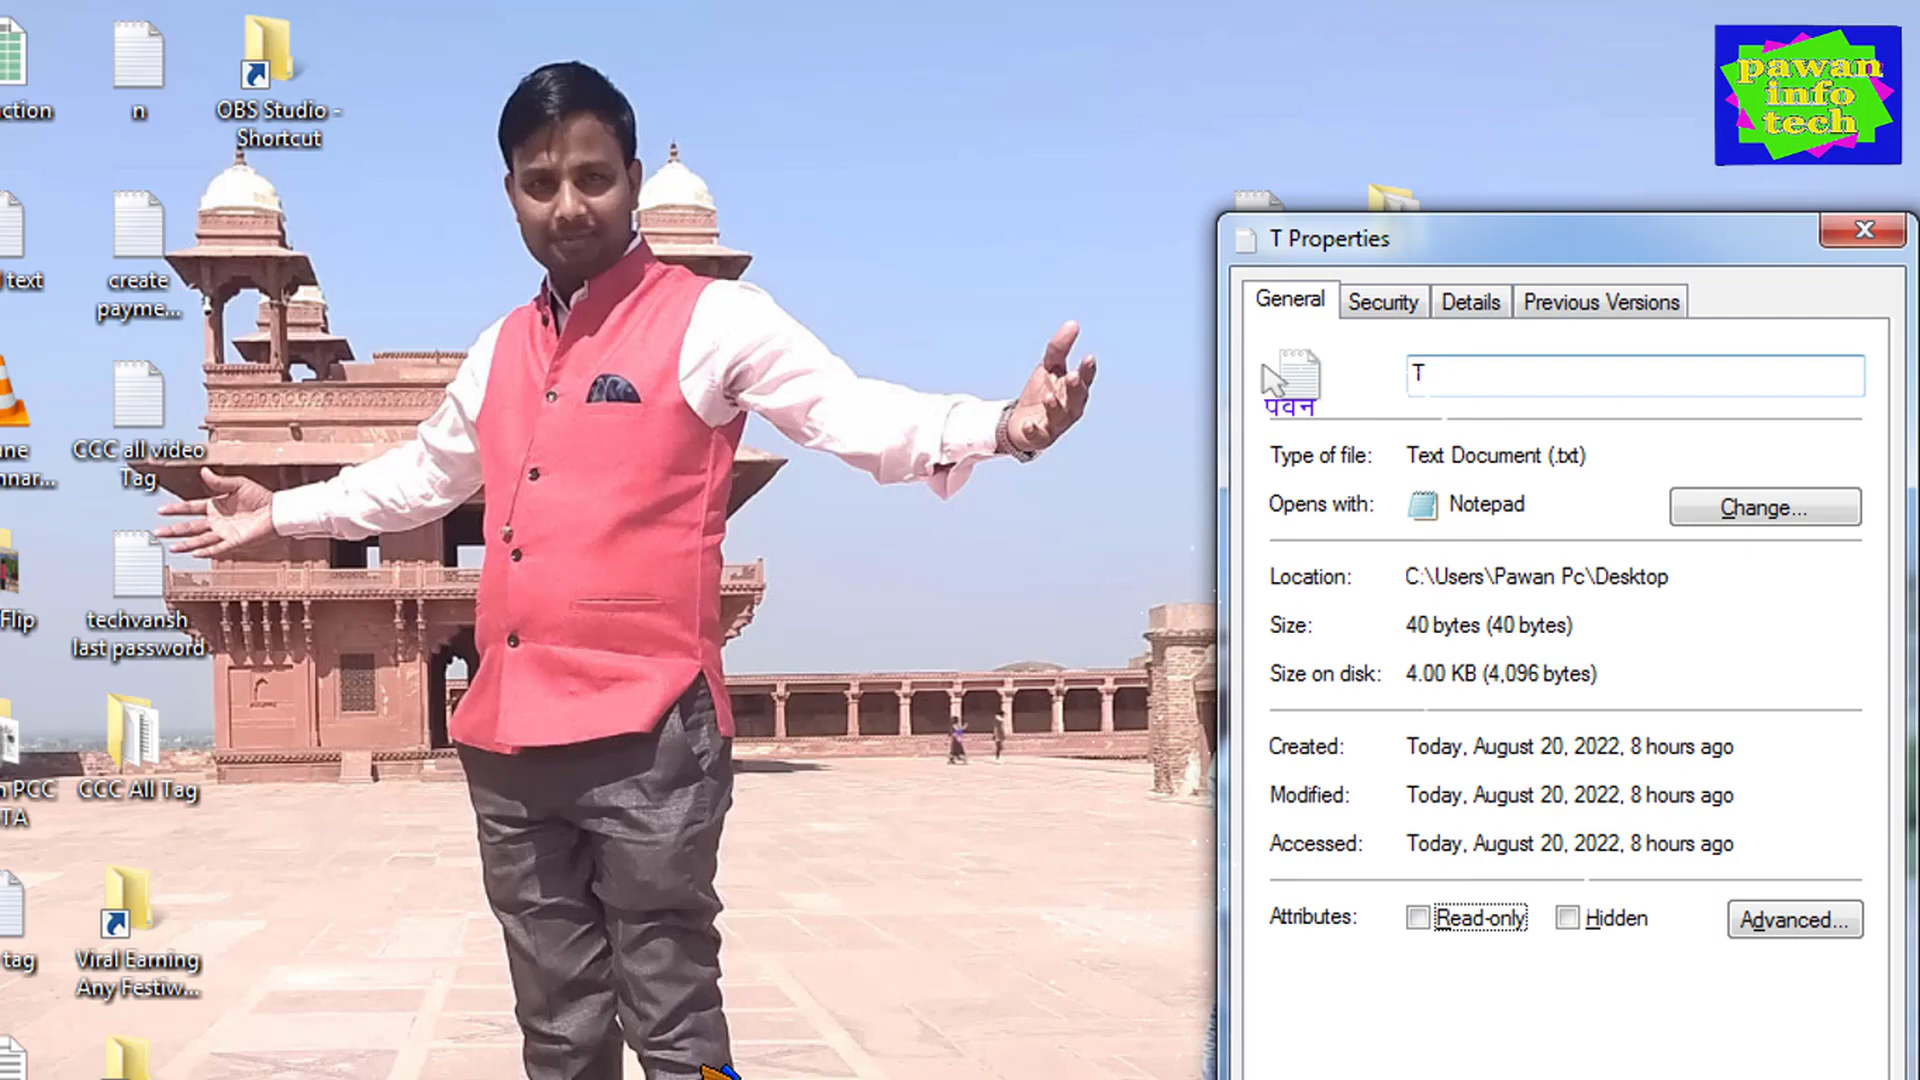 ction
n
OBS Studio -
Shortcut
text
create
payme...
ne
nnar...
CCC all video
Tag
Flip
techvansh
last password
PCC
TA
CCC All Tag
tag
Viral Earning
Any Festiw...
pawan
info
tech
T Properties
General
Security
Details
Previous Versions
पवन
T
Type of file:
Text Document (.txt)
Opens with:
Notepad
Change...
Location:
C:\Users\Pawan Pc\Desktop
Size:
40 bytes (40 bytes)
Size on disk:
4.00 KB (4,096 bytes)
Created:
Today, August 20, 2022, 8 hours ago
Modified:
Today, August 20, 2022, 8 hours ago
Accessed:
Today, August 20, 2022, 8 hours ago
Attributes:
Read-only
Hidden
Advanced...